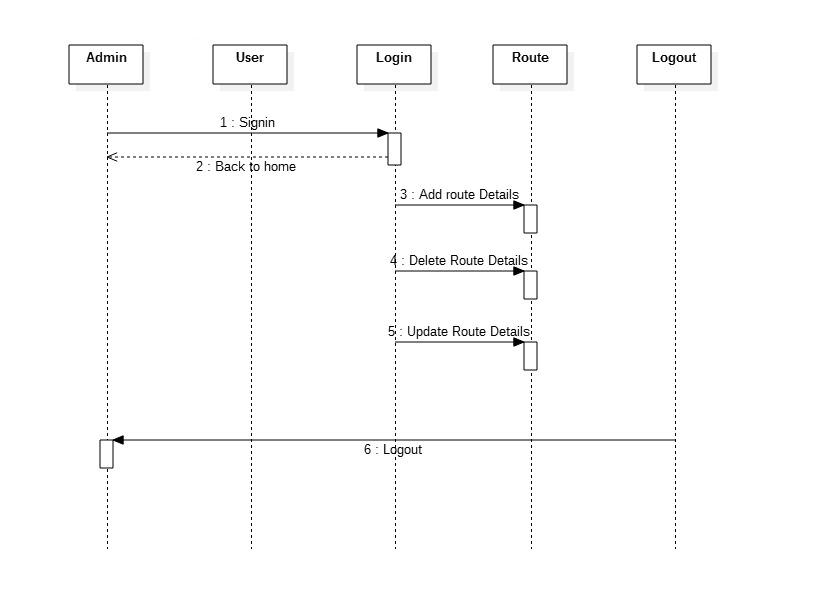 Admin
User
Login
Route
Logout
1 : Signin
2 : Back to home
3 : Add route Details
4 : Delete Route Details
5 : Update Route Details
6 : Logout